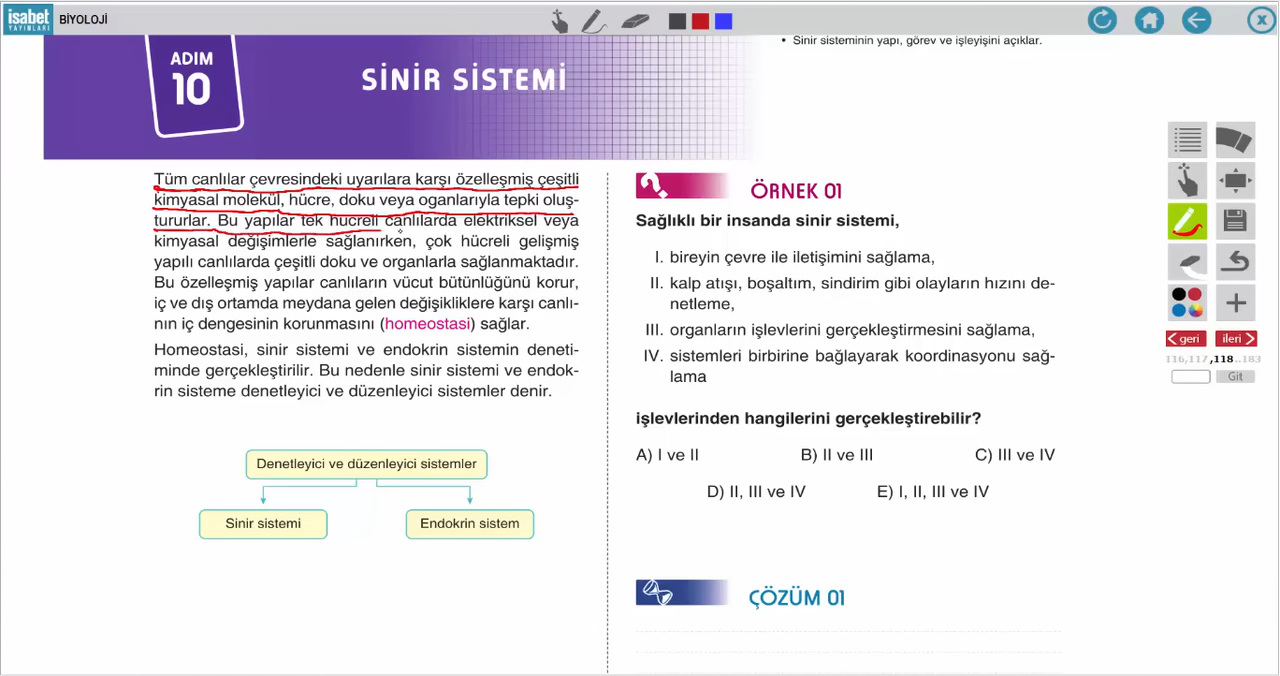 isabet
YAYINLARI
BİYOLOJİ
• Sinir sisteminin yapı, görev ve işleyişini açıklar.
ADIM
10
SİNİR SİSTEMİ
Tüm canlılar çevresindeki uyarılara karşı özelleşmiş çeşitli
kimyasal molekül, hücre, doku veya oganlarıyla tepki oluş-
tururlar. Bu yapılar tek hücreli canlılarda elektriksel veya
kimyasal değişimlerle sağlanırken, çok hücreli gelişmiş
yapılı canlılarda çeşitli doku ve organlarla sağlanmaktadır.
Bu özelleşmiş yapılar canlıların vücut bütünlüğünü korur,
iç ve dış ortamda meydana gelen değişikliklere karşı canlı-
nın iç dengesinin korunmasını (homeostasi) sağlar.
Homeostasi, sinir sistemi ve endokrin sistemin deneti-
minde gerçekleştirilir. Bu nedenle sinir sistemi ve endok-
rin sisteme denetleyici ve düzenleyici sistemler denir.
Denetleyici ve düzenleyici sistemler
Sinir sistemi
Endokrin sistem
ÖRNEK 01
Sağlıklı bir insanda sinir sistemi,
I. bireyin çevre ile iletişimini sağlama,
II. kalp atışı, boşaltım, sindirim gibi olayların hızını de-
netleme,
III. organların işlevlerini gerçekleştirmesini sağlama,
IV. sistemleri birbirine bağlayarak koordinasyonu sağ-
lama
işlevlerinden hangilerini gerçekleştirebilir?
A) I ve II
B) II ve III
C) III ve IV
D) II, III ve IV
E) I, II, III ve IV
ÇÖZÜM 01
geri
ileri
116,117,118..183
Git